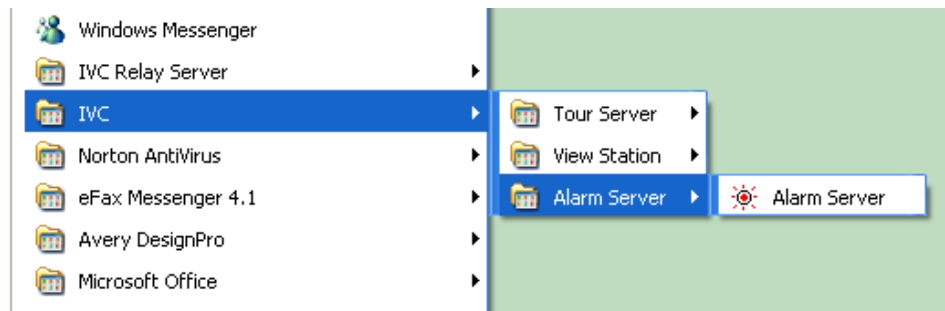 Windows Messenger
IVC Relay Server
IVC
Tour Server
Norton AntiVirus
View Station
eFax Messenger 4.1
Alarm Server
Alarm Server
Avery DesignPro
Microsoft Office